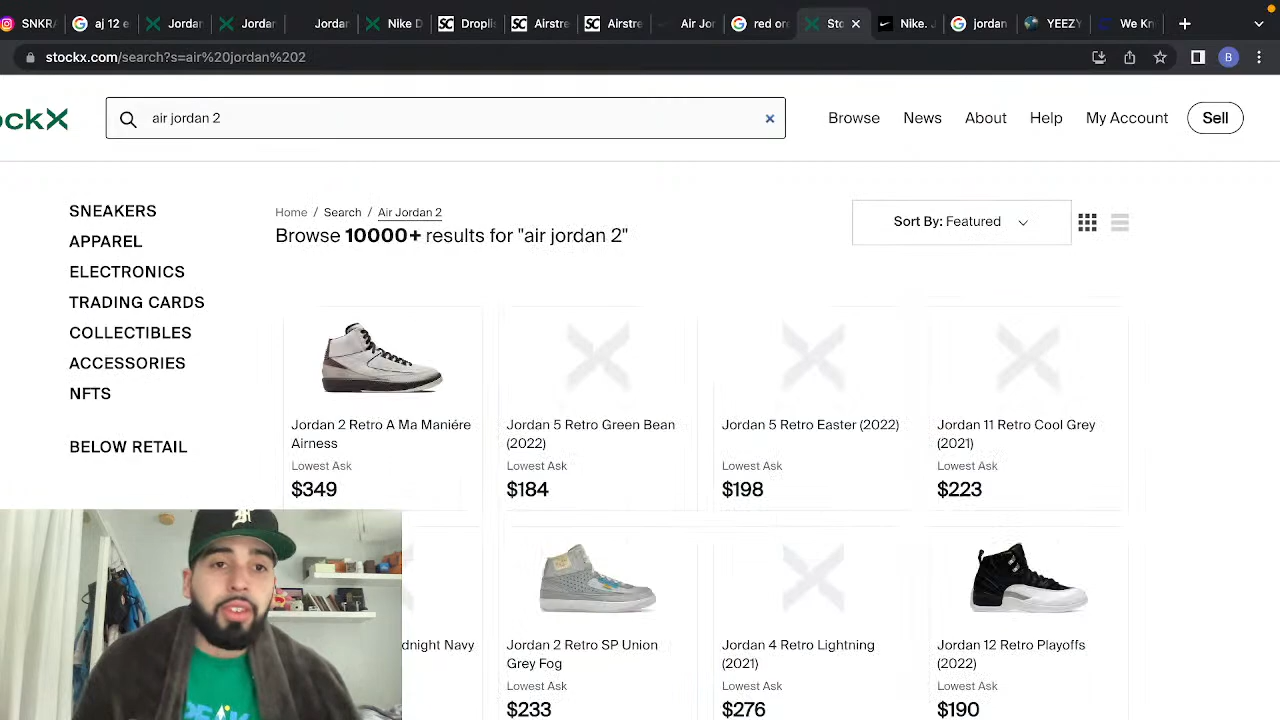 SNKRA
aj 12 e
Jordan
Jordan
Jordan
Nike D
SC
Droplis
SC
Airstre
SC
Airstre
Air Jor
red ore
Sto
Nike. J
jordan
YEEZY
We Kn
stockx.com/search?s=air%20jordan%202
B
ockX
air jordan 2
Browse
News
About
Help
My Account
Sell
SNEAKERS
APPAREL
ELECTRONICS
TRADING CARDS
COLLECTIBLES
ACCESSORIES
NFTS
BELOW RETAIL
Home / Search / Air Jordan 2
Browse 10000+ results for "air jordan 2"
Sort By: Featured
Jordan 2 Retro A Ma Maniére
Airness
Lowest Ask
$349
Jordan 5 Retro Green Bean
(2022)
Lowest Ask
$184
Jordan 5 Retro Easter (2022)
Lowest Ask
$198
Jordan 11 Retro Cool Grey
(2021)
Lowest Ask
$223
dnight Navy
Jordan 2 Retro SP Union
Grey Fog
Lowest Ask
$233
Jordan 4 Retro Lightning
(2021)
Lowest Ask
$276
Jordan 12 Retro Playoffs
(2022)
Lowest Ask
$190